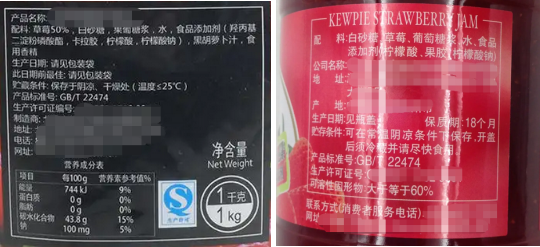 产品名称:
配料:草莓50%,白砂糖,果葡糖浆,水,食品添加剂(羟丙基
二淀粉磷酸酯,卡拉胶,柠檬酸,柠檬酸钠),黑胡萝卜汁,食
用香精
生产日期:请见包装袋
此日期前最佳:请见包装袋
贮藏条件:保存于阴凉、干燥处(温度≤25℃)
产品标准号:GB/T 22474
生产许可证编号:
制造商:
地址:
电话:
网址:
营养成分表
项目 每100g 营养素参考值%
能量 744 kJ 9%
蛋白质 0 g 0%
脂肪 0 g 0%
碳水化合物 43.8 g 15%
钠 100 mg 5%
生产许可
净含量
Net Weight
1千克
1kg
KEWPIE STRAWBERRY JAM
配 料:白砂糖、草莓、葡萄糖浆、水、食品
添加剂(柠檬酸、果胶、柠檬酸钠)
公司名称:
地 址:
产 地:
生产日期:见瓶盖 保质期:18个月
贮存条件:可在常温阴凉条件下保存,开盖
后须冷藏并请尽快食用。
产品标准号:GB/T 22474
生产许可证
可溶性固形物:大于等于60%
联系方式(消费者服务电话)
网址